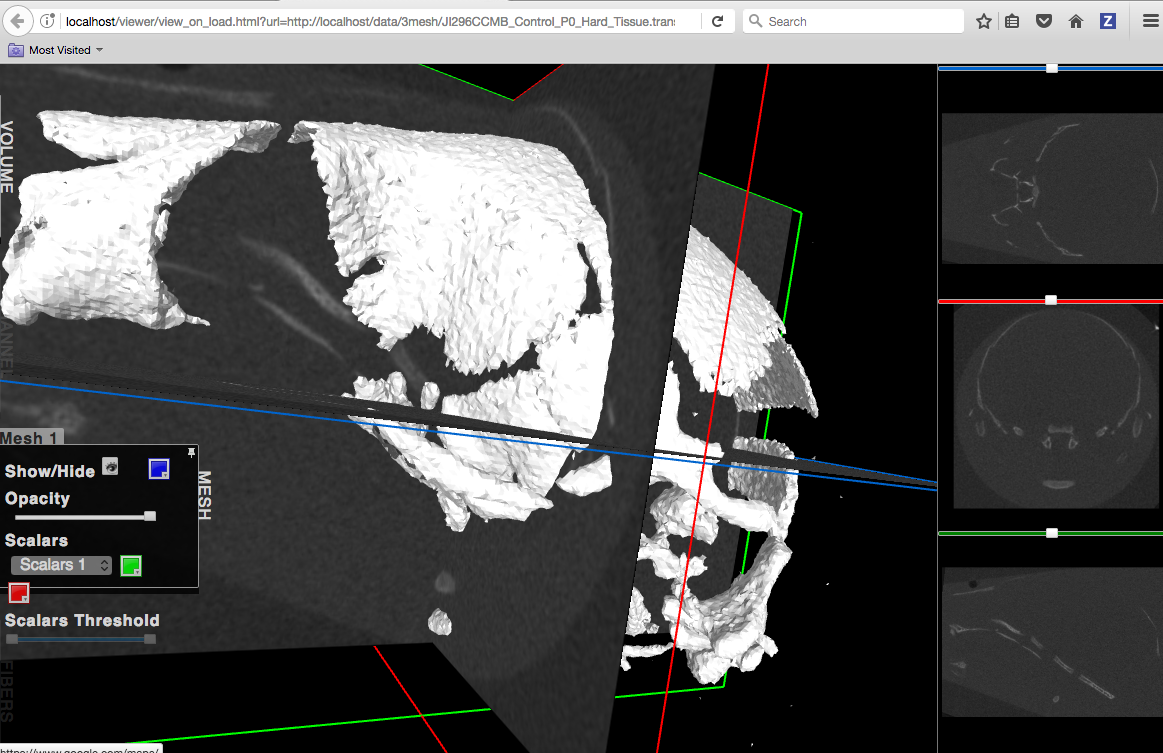 localhost/viewer/view_on_load.html?url=http://localhost/data/3mesh/JI296CCMB_Control_P0_Hard_Tissue.trans
Search
Z
Most Visited
VOLUME
Mesh 1
Show/Hide
MESH
Opacity
Scalars
Scalars 1
Scalars Threshold
FIBERS
https://www.google.com/maps/